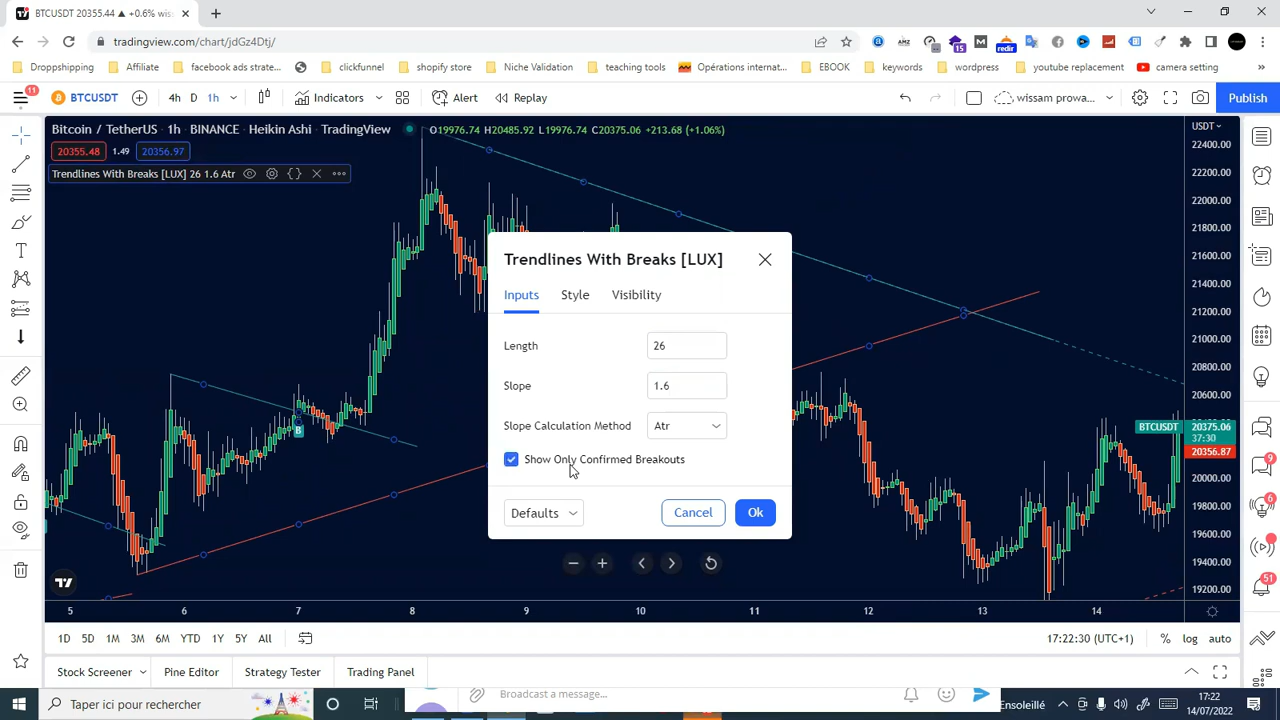 BTCUSDT 20355.44 ▲ +0.6% wissam
tradingview.com/chart/jdGz4Dtj/
15
redir
Droppshipping Affiliate facebook ads strate... clickfunnel shopify store Niche Validation teaching tools Opérations internat... EBOOK keywords wordpress youtube replacement camera setting
11 BTCUSDT 4h D 1h Indicators Alert Replay wissam prowa... Publish
Bitcoin / TetherUS · 1h · BINANCE · Heikin Ashi · TradingView O19976.74 H20485.92 L19976.74 C20375.06 +213.68 (+1.06%)
USDT
20355.48 1.49 20356.97
Trendlines With Breaks [LUX] 26 1.6 Atr
22400.00
22200.00
22000.00
21800.00
21600.00
21400.00
21200.00
21000.00
20800.00
20600.00
BTCUSDT 20375.06
37:30
20356.87
20000.00
19800.00
19600.00
19400.00
19200.00
B
Trendlines With Breaks [LUX]
Inputs Style Visibility
Length 26
Slope 1.6
Slope Calculation Method Atr
Show Only Confirmed Breakouts
Defaults Cancel Ok
9
6
51
5 6 7 8 9 10 11 12 13 14
1D 5D 1M 3M 6M YTD 1Y 5Y All 17:22:30 (UTC+1) % log auto
Stock Screener Pine Editor Strategy Tester Trading Panel
Taper ici pour rechercher
Broadcast a message...
Ensoleillé
17:22
14/07/2022